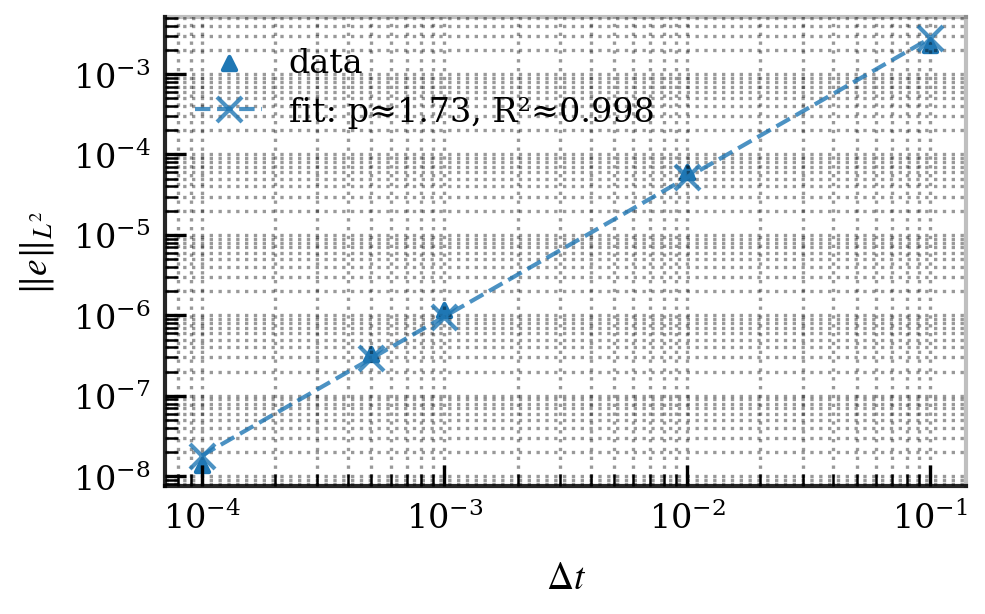 data
fit: p≈1.73, R²≈0.998
10⁻³
10⁻⁴
10⁻⁵
10⁻⁶
10⁻⁷
10⁻⁸
||e||_{L²}
10⁻⁴ 10⁻³ 10⁻² 10⁻¹
Δt